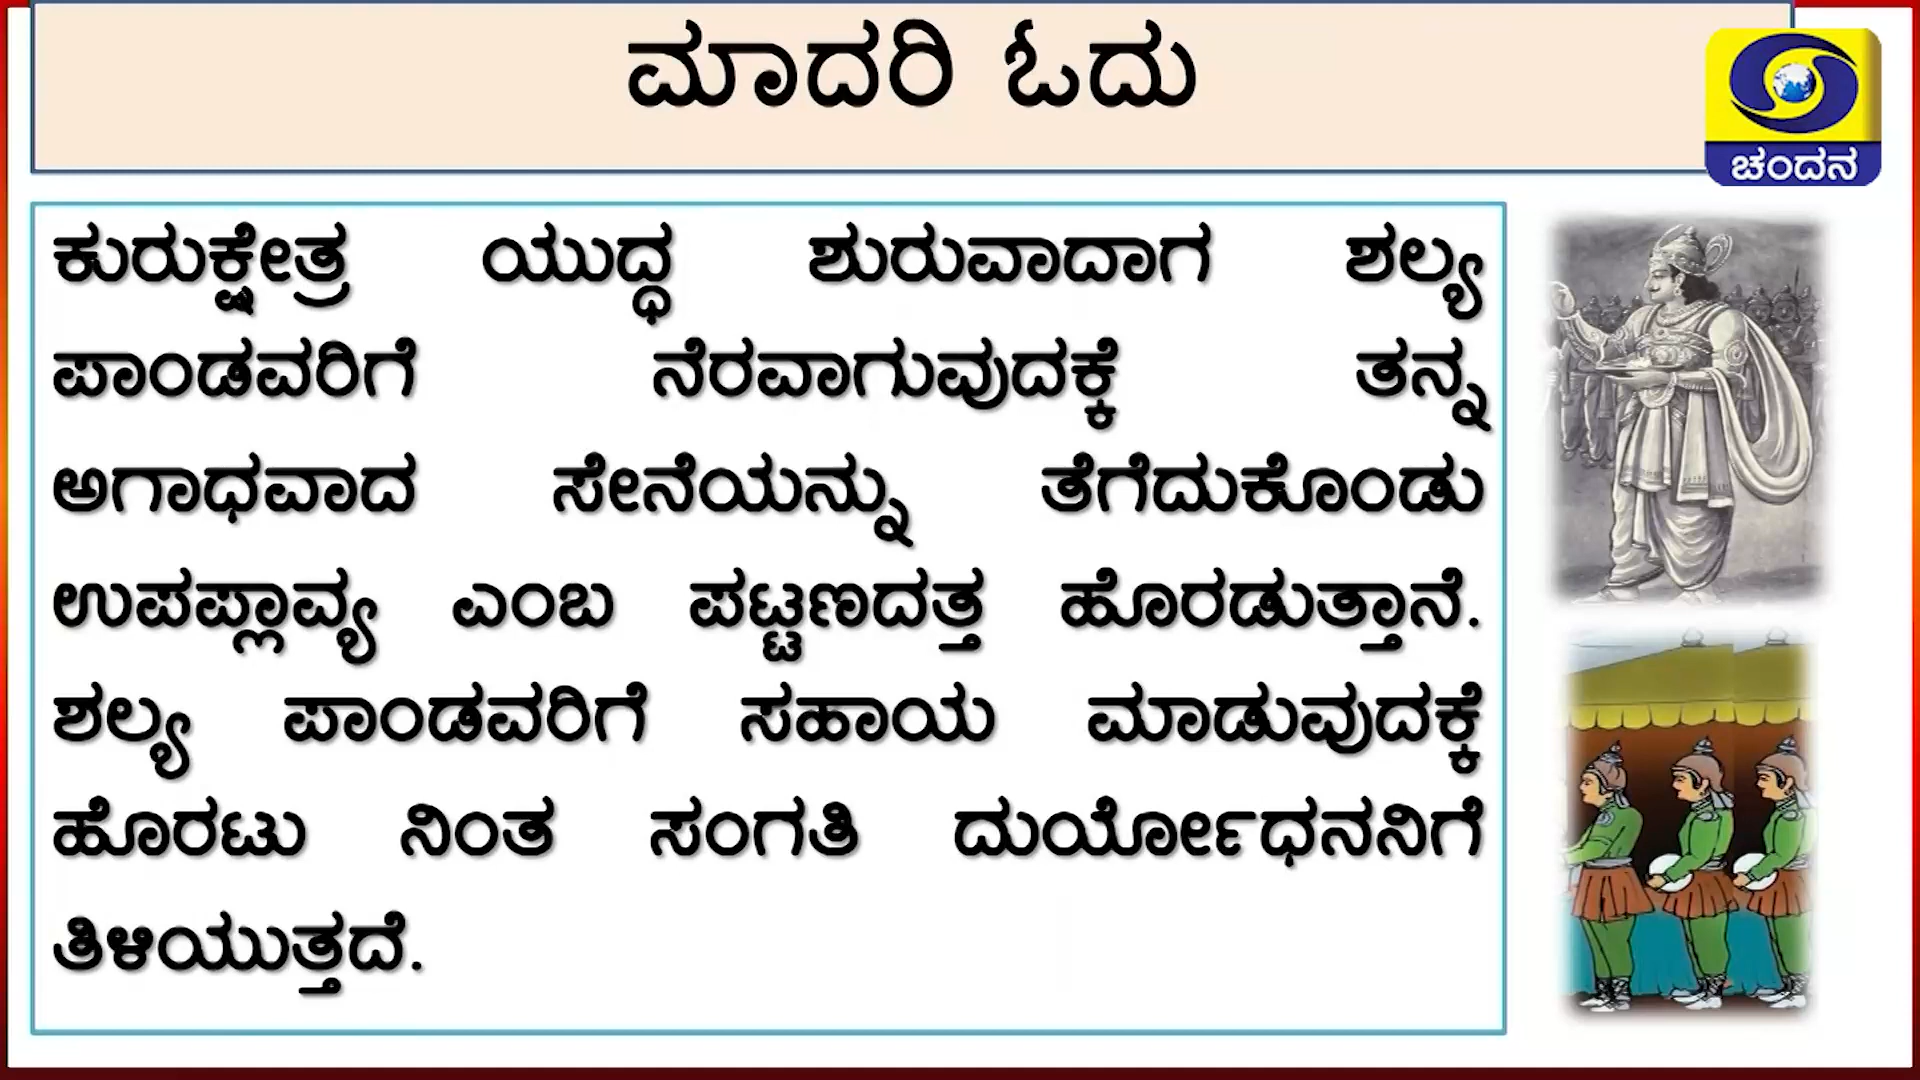 ಮಾದರಿ ಓದು
ಚಂದನ
ಕುರುಕ್ಷೇತ್ರ ಯುದ್ಧ ಶುರುವಾದಾಗ ಶಲ್ಯ
ಪಾಂಡವರಿಗೆ ನೆರವಾಗುವುದಕ್ಕೆ ತನ್ನ
ಅಗಾಧವಾದ ಸೇನೆಯನ್ನು ತೆಗೆದುಕೊಂಡು
ಉಪಪ್ಲಾವ್ಯ ಎಂಬ ಪಟ್ಟಣದತ್ತ ಹೊರಡುತ್ತಾನೆ.
ಶಲ್ಯ ಪಾಂಡವರಿಗೆ ಸಹಾಯ ಮಾಡುವುದಕ್ಕೆ
ಹೊರಟು ನಿಂತ ಸಂಗತಿ ದುರ್ಯೋಧನನಿಗೆ
ತಿಳಿಯುತ್ತದೆ.